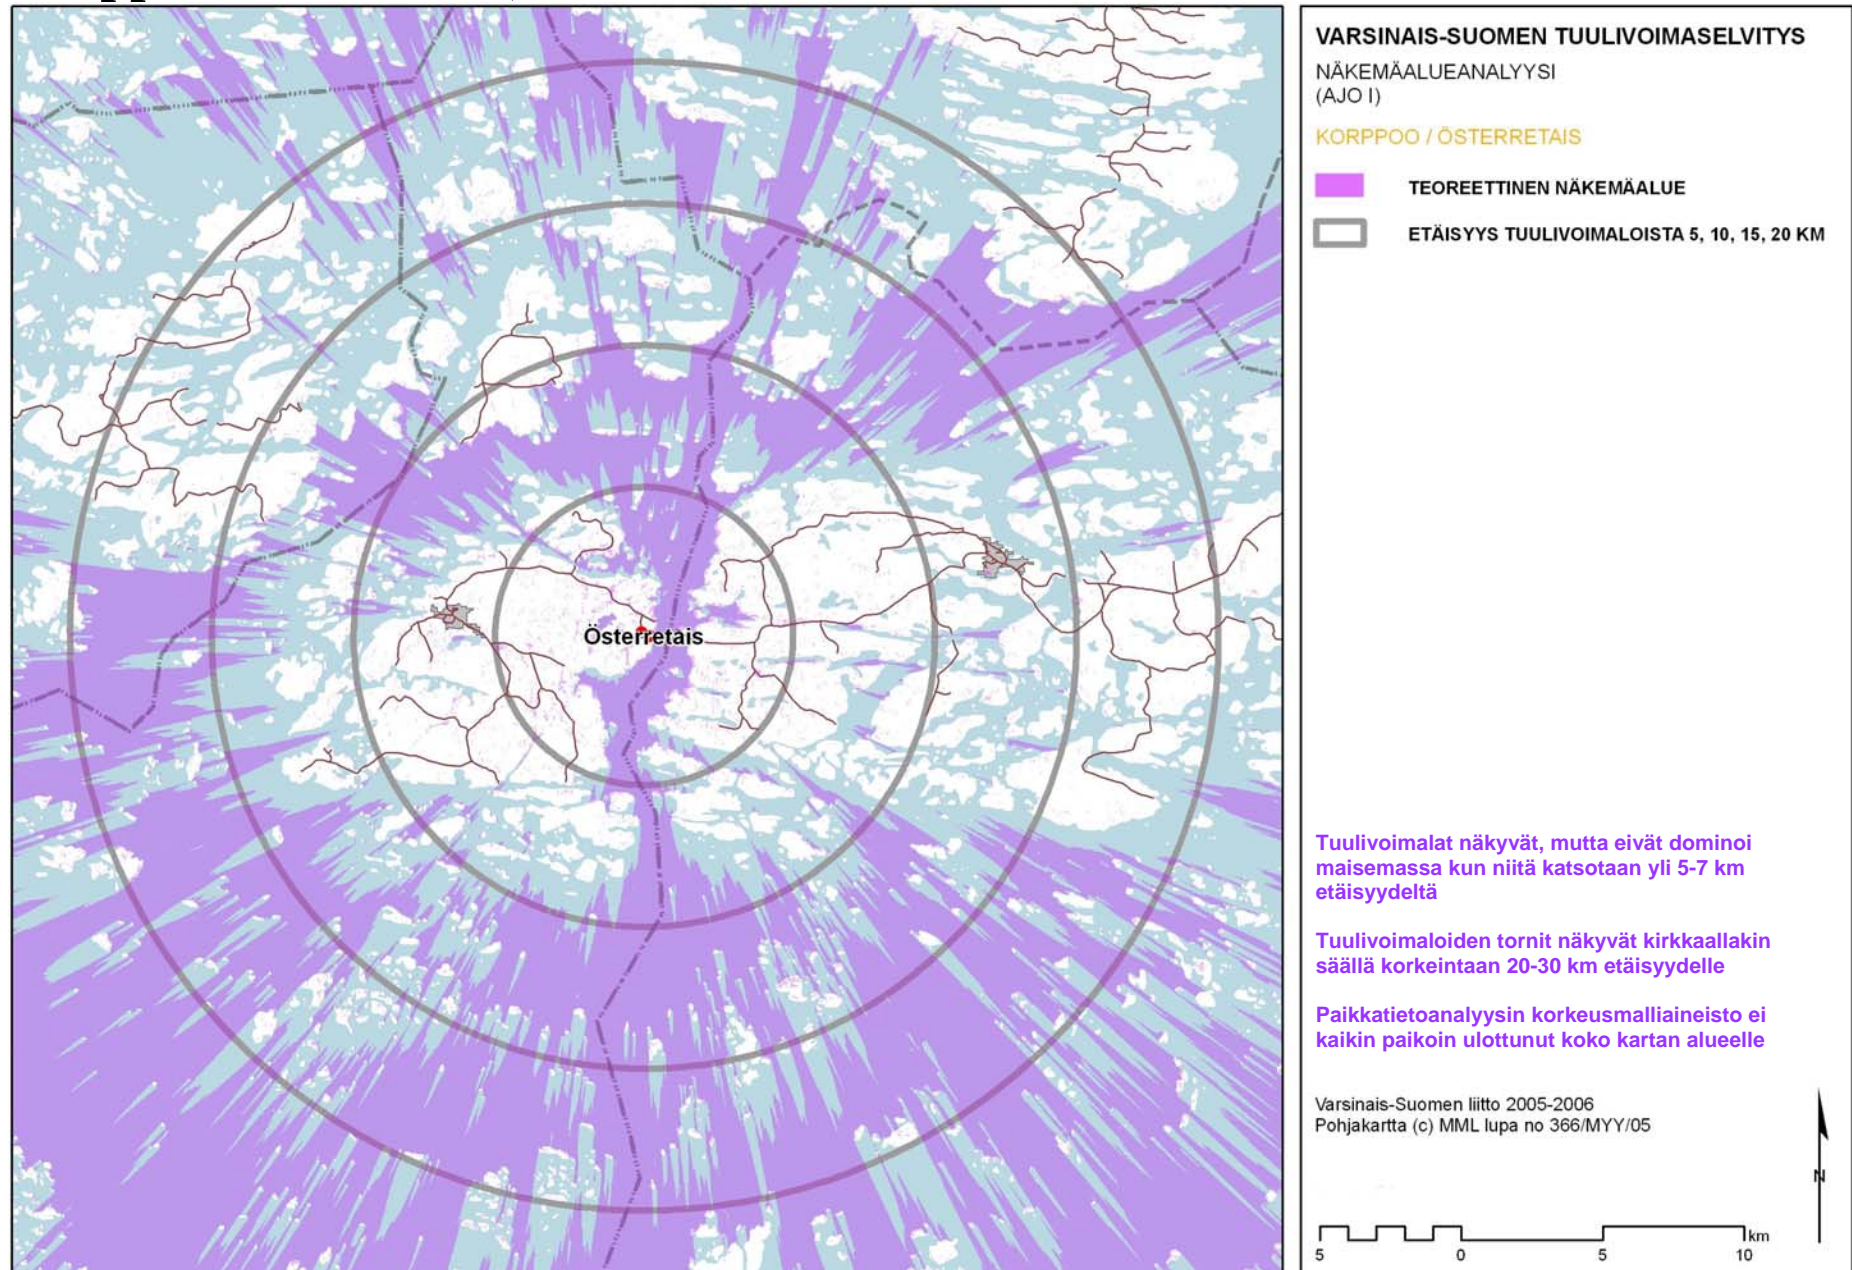 Österretais
VARSINAIS-SUOMEN TUULIVOIMASELVITYS
NÄKEMÄALUEANALYYSI
(AJO I)
KORPPOO / ÖSTERRETAIS
TEOREETTINEN NÄKEMÄALUE
ETÄISYYS TUULIVOIMALOISTA 5, 10, 15, 20 KM
Tuulivoimalat näkyvät, mutta eivät dominoi
maisemassa kun niitä katsotaan yli 5-7 km
etäisyydeltä
Tuulivoimaloiden tornit näkyvät kirkkaallakin
säällä korkeintaan 20-30 km etäisyydelle
Paikkatietoanalyysin korkeusmalliaineisto ei
kaikin paikoin ulottunut koko kartan alueelle
Varsinais-Suomen liitto 2005-2006
Pohjakartta (c) MML lupa no 366/MYY/05
N
km
5 0 5 10